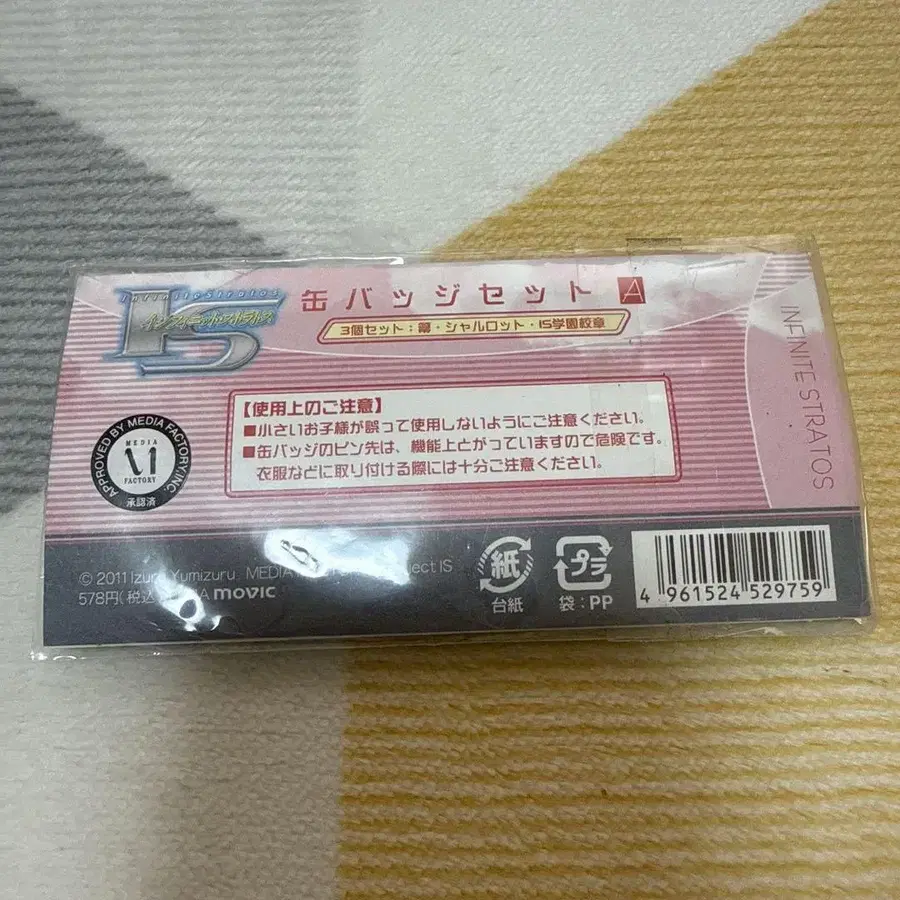 InfiniteStratos
IS
インフィニット・ストラトス
缶バッジセット A
3個セット：箒・シャルロット・IS学園校章
INFINITE STRATOS
【使用上のご注意】
■小さいお子様が誤って使用しないようにご注意ください。
■缶バッジのピン先は、機能上とがっていますので危険です。
衣服などに取り付ける際には十分ご注意ください。
APPROVED BY MEDIA FACTORY, INC.
MEDIA
FACTORY
承認済
© 2011 Izuru Yumizuru, MEDIA
578円(税込 movic
紙
台紙
プラ
袋：PP
4 961524 529759